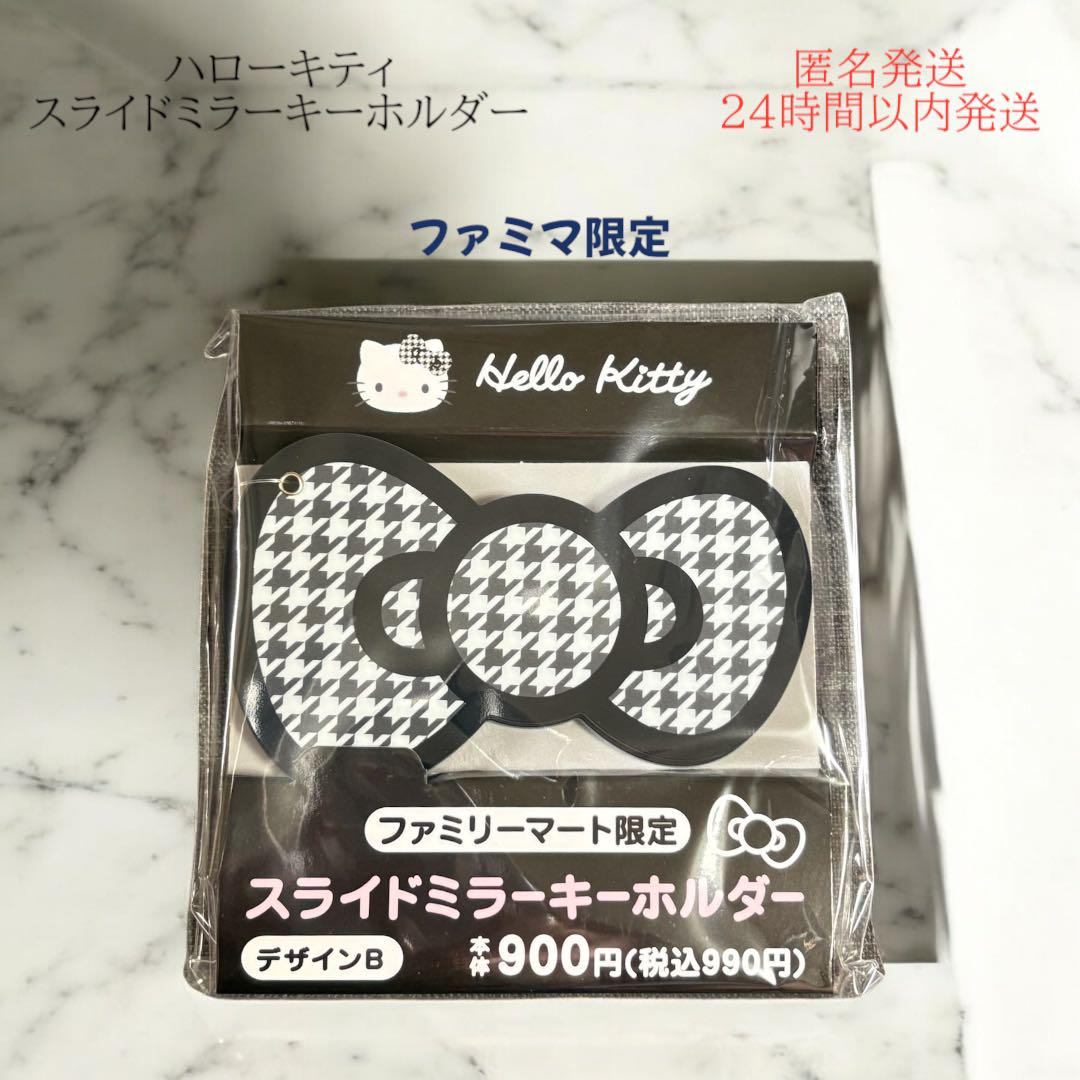 ハローキティ
スライドミラーキーホルダー
匿名発送
24時間以内発送
ファミマ限定
Hello Kitty
ファミリーマート限定
スライドミラーキーホルダー
デザインB
本体900円(税込990円)